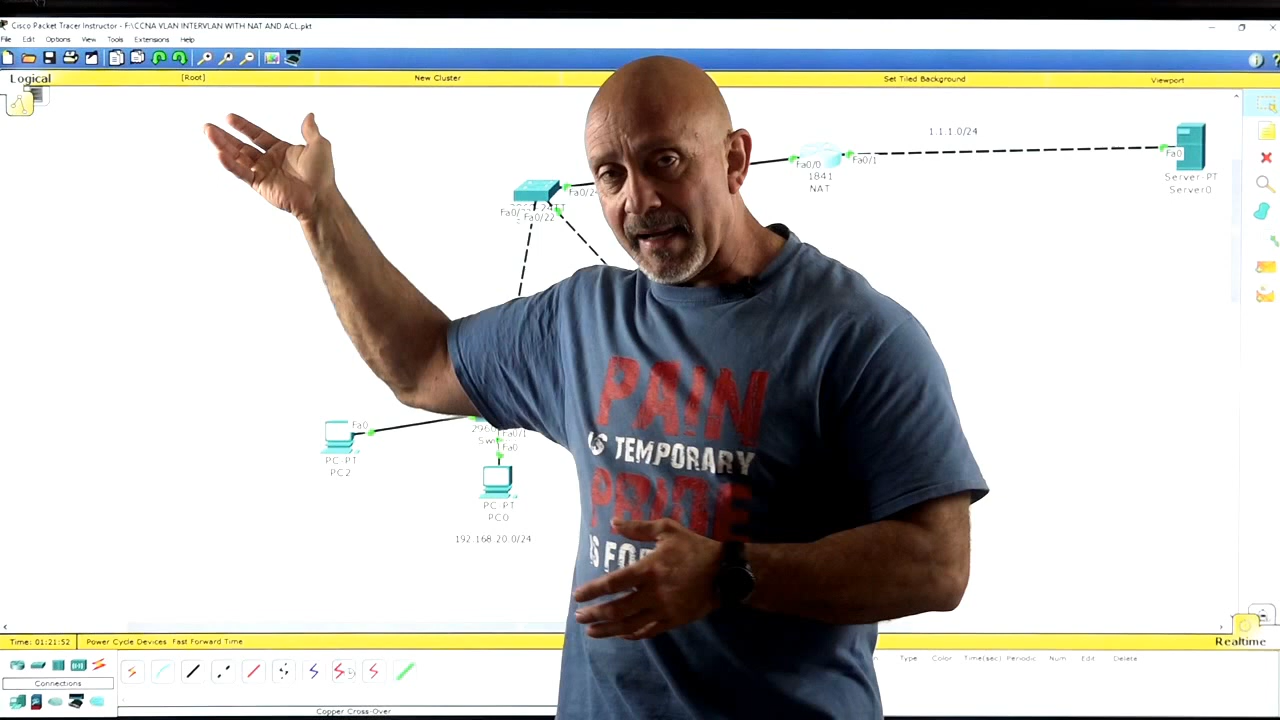 Cisco Packet Tracer Instructor - F:\CCNA VLAN INTERVLAN WITH NAT AND ACL.pkt
File Edit Options View Tools Extensions Help
Logical [Root] New Cluster Set Tiled Background Viewport
1.1.1.0/24
Fa0/24 Fa0/0 Fa0/1 Fa0
1841
NAT
Server-PT
Server0
Fa0/22
Fa0
PC-PT
PC2
Fa0/1
Fa0
PC-PT
PC0
192.168.20.0/24
PAIN
IS TEMPORARY
PRIDE
IS
Time: 01:21:52 Power Cycle Devices Fast Forward Time Realtime
Type Color Time(sec) Periodic Num Edit Delete
Connections
Copper Cross-Over